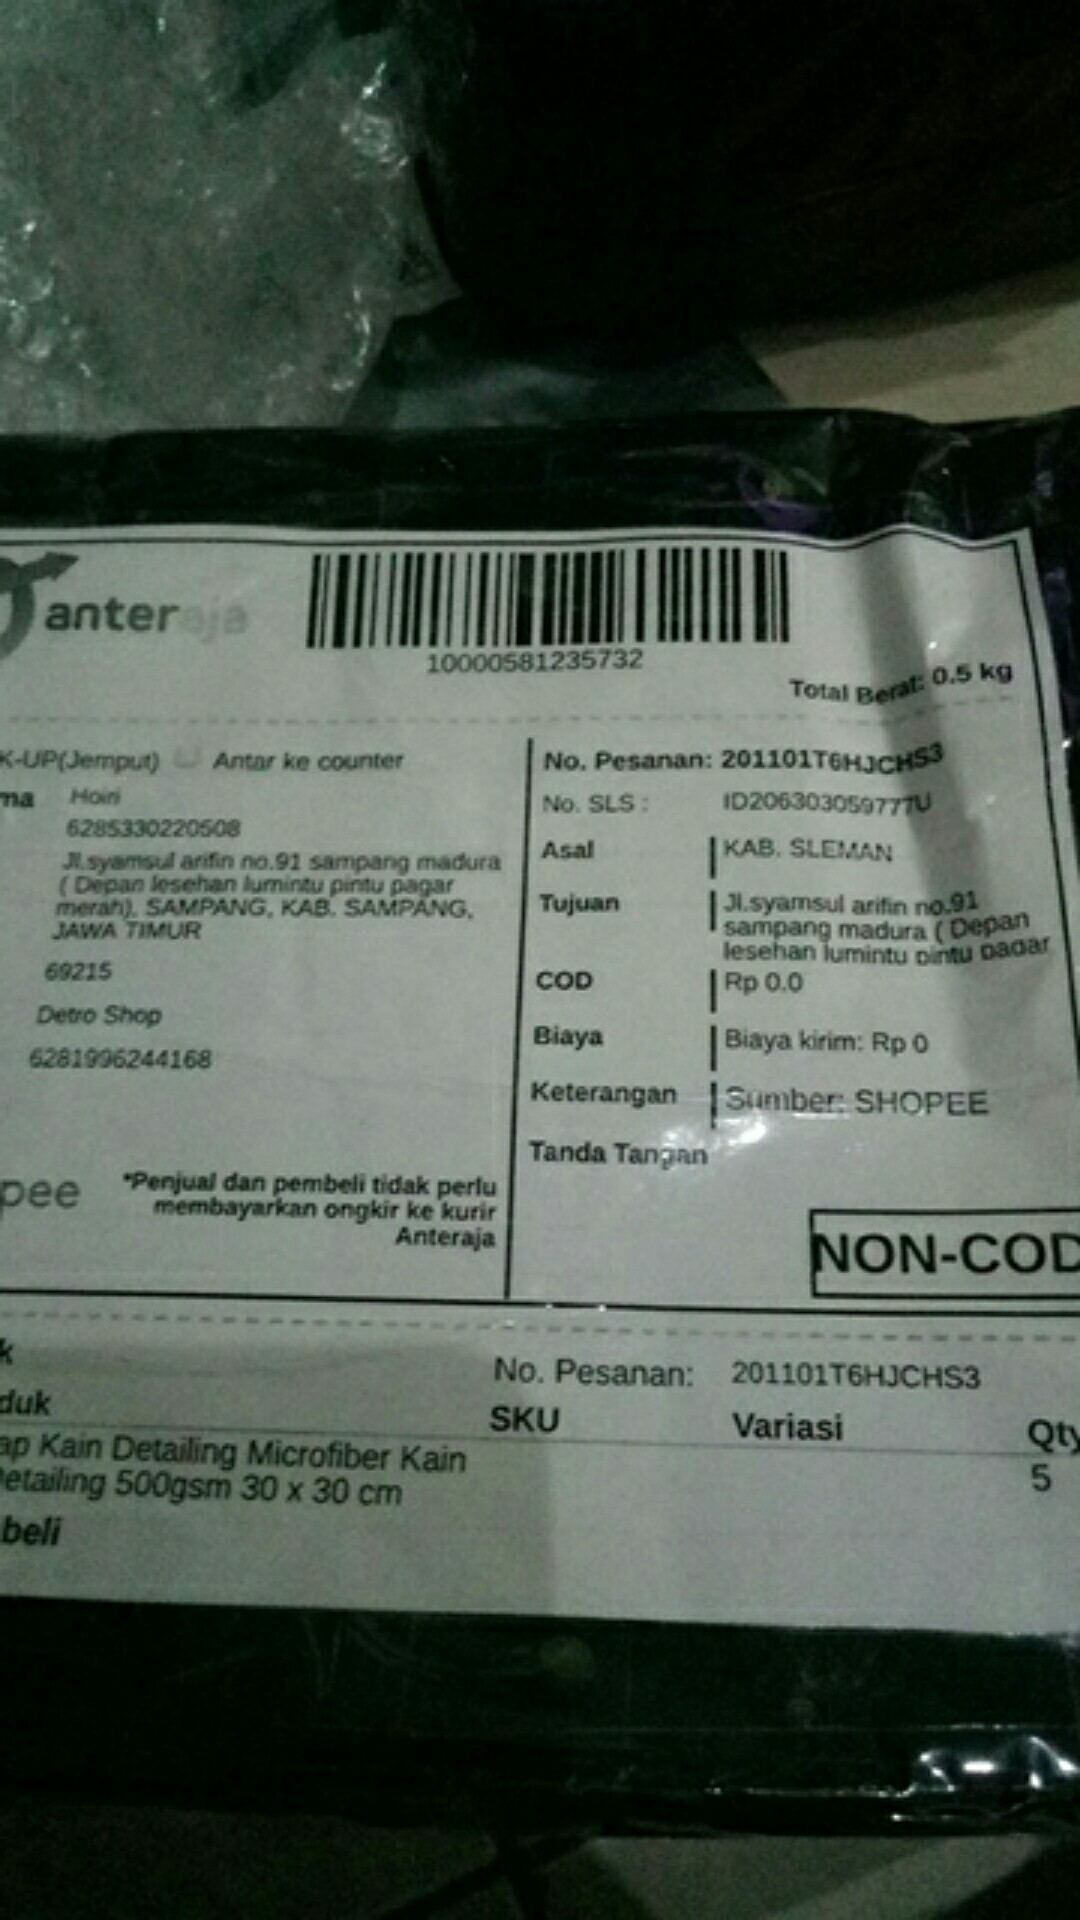 anteraja
10000581235732
Total Berat: 0.5 kg
K-UP(Jemput) Antar ke counter
ma Hoiri
6285330220508
Jl.syamsul arifin no.91 sampang madura
( Depan lesehan lumintu pintu pagar
merah), SAMPANG, KAB. SAMPANG,
JAWA TIMUR
69215
Detro Shop
6281996244168
pee
*Penjual dan pembeli tidak perlu
membayarkan ongkir ke kurir
Anteraja
No. Pesanan: 201101T6HJCHS3
No. SLS : ID206303059777U
Asal KAB. SLEMAN
Tujuan Jl.syamsul arifin no.91
sampang madura ( Depan
lesehan lumintu pintu pagar
COD Rp 0.0
Biaya Biaya kirim: Rp 0
Keterangan Sumber: SHOPEE
Tanda Tangan
NON-COD
k
No. Pesanan: 201101T6HJCHS3
duk SKU Variasi Qty
ap Kain Detailing Microfiber Kain 5
Detailing 500gsm 30 x 30 cm
beli